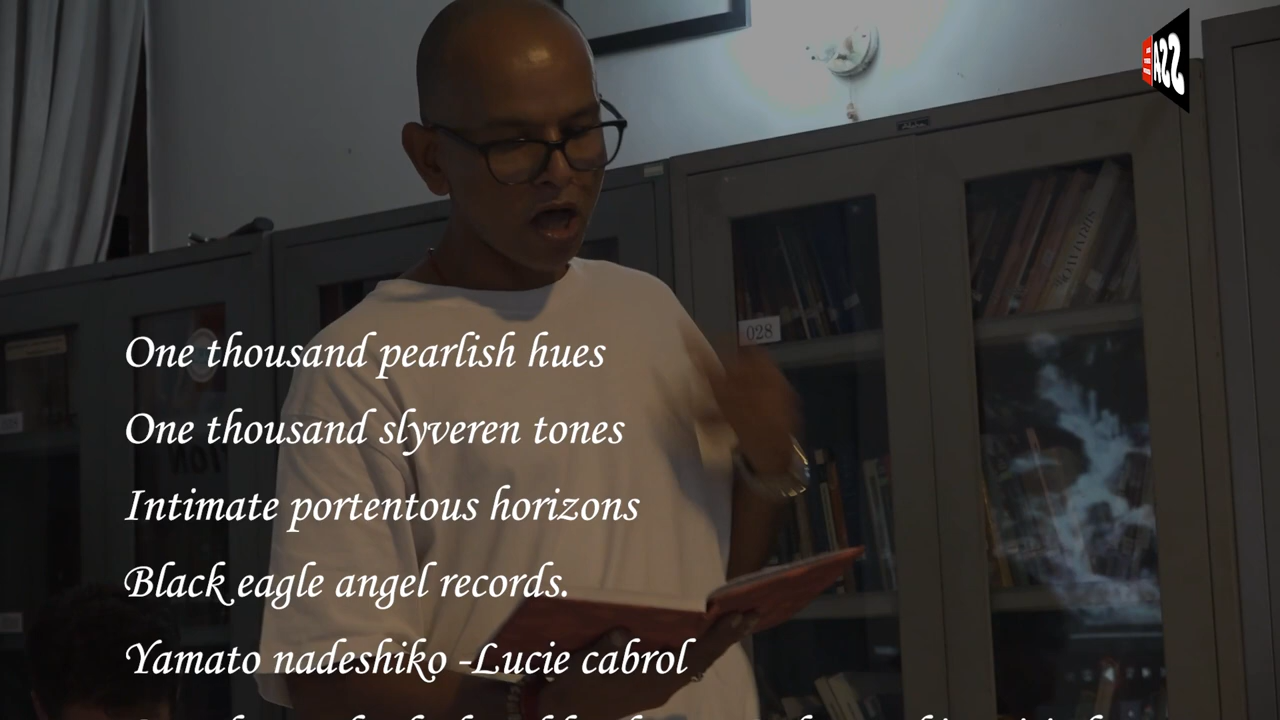 One thousand pearlish hues
One thousand slyveren tones
Intimate portentous horizons
Black eagle angel records.
Yamato nadeshiko -Lucie cabrol
028